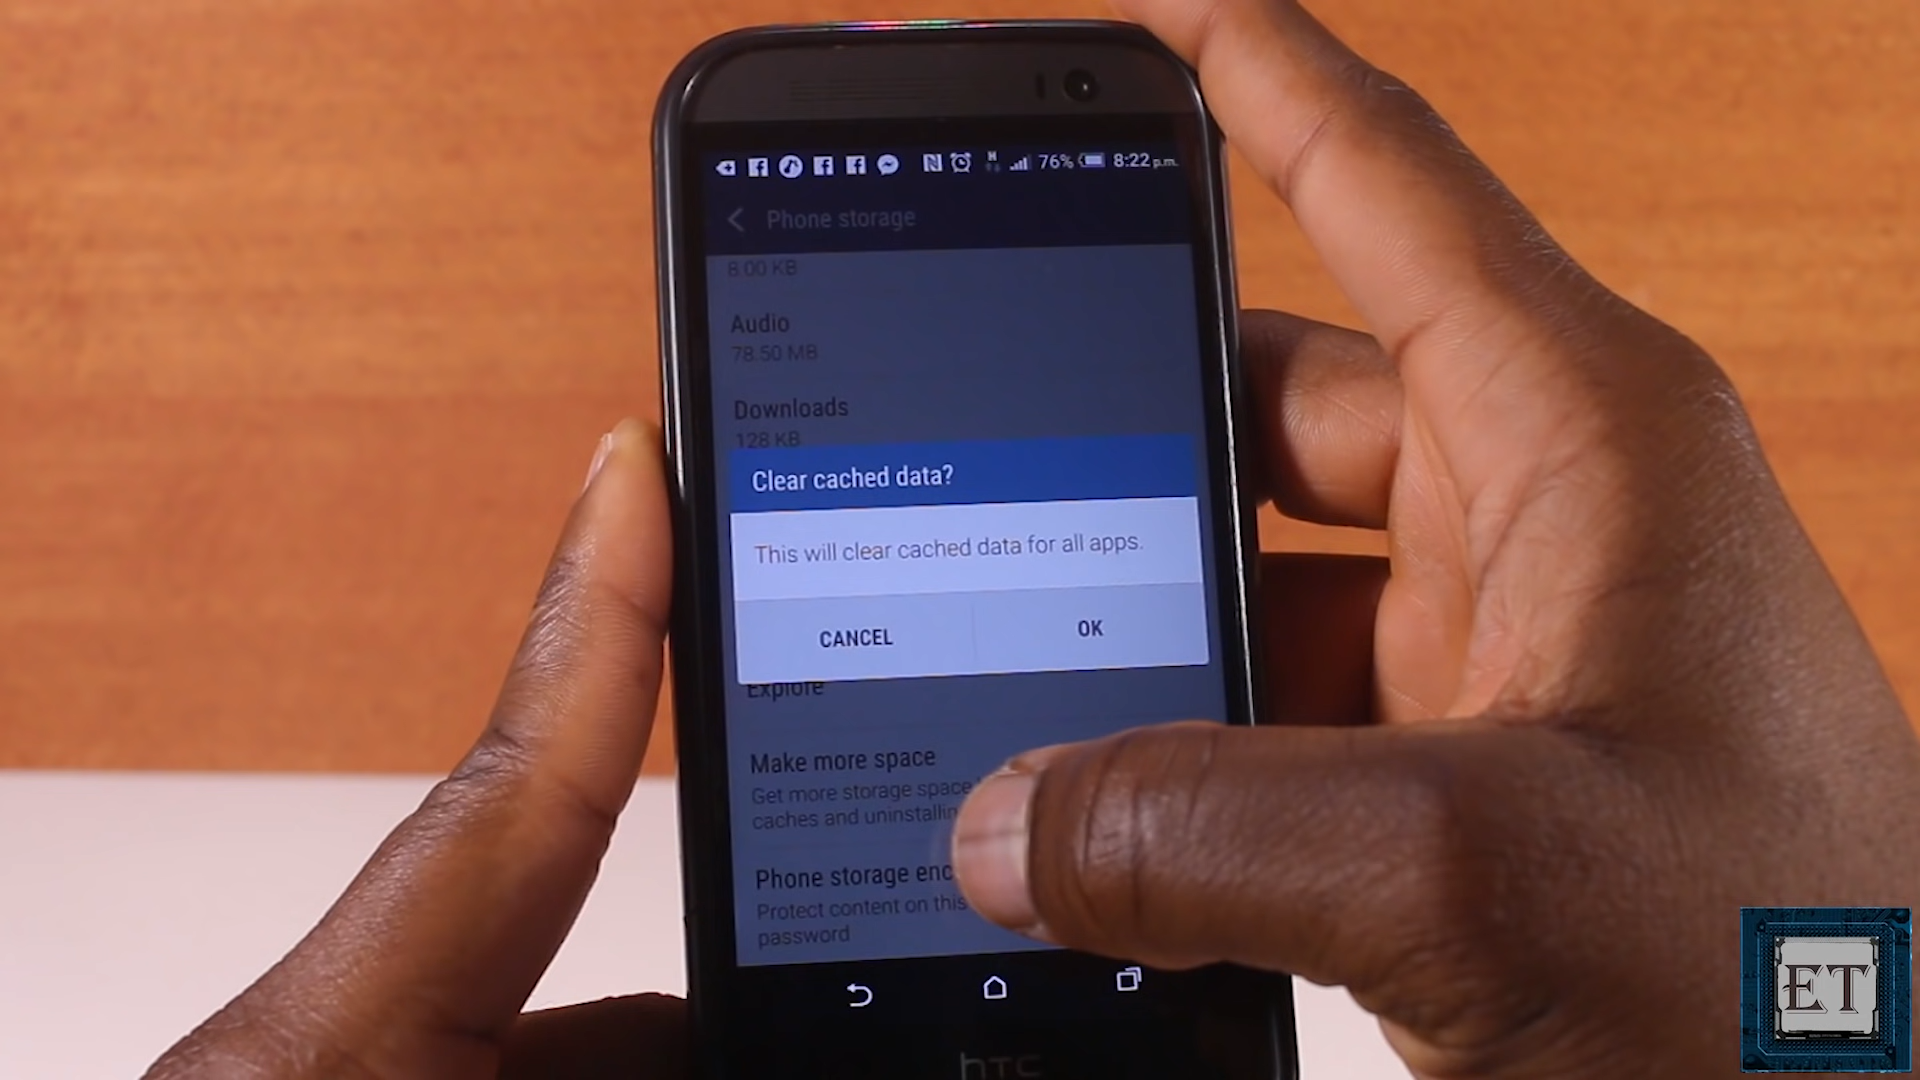 H 76% 8:22 p.m.
Phone storage
8.00 KB
Audio
78.50 MB
Downloads
128 KB
Clear cached data?
This will clear cached data for all apps.
CANCEL OK
Explore
Make more space
Get more storage space
caches and uninstallin
Phone storage enc
Protect content on this
password
hTC
ET